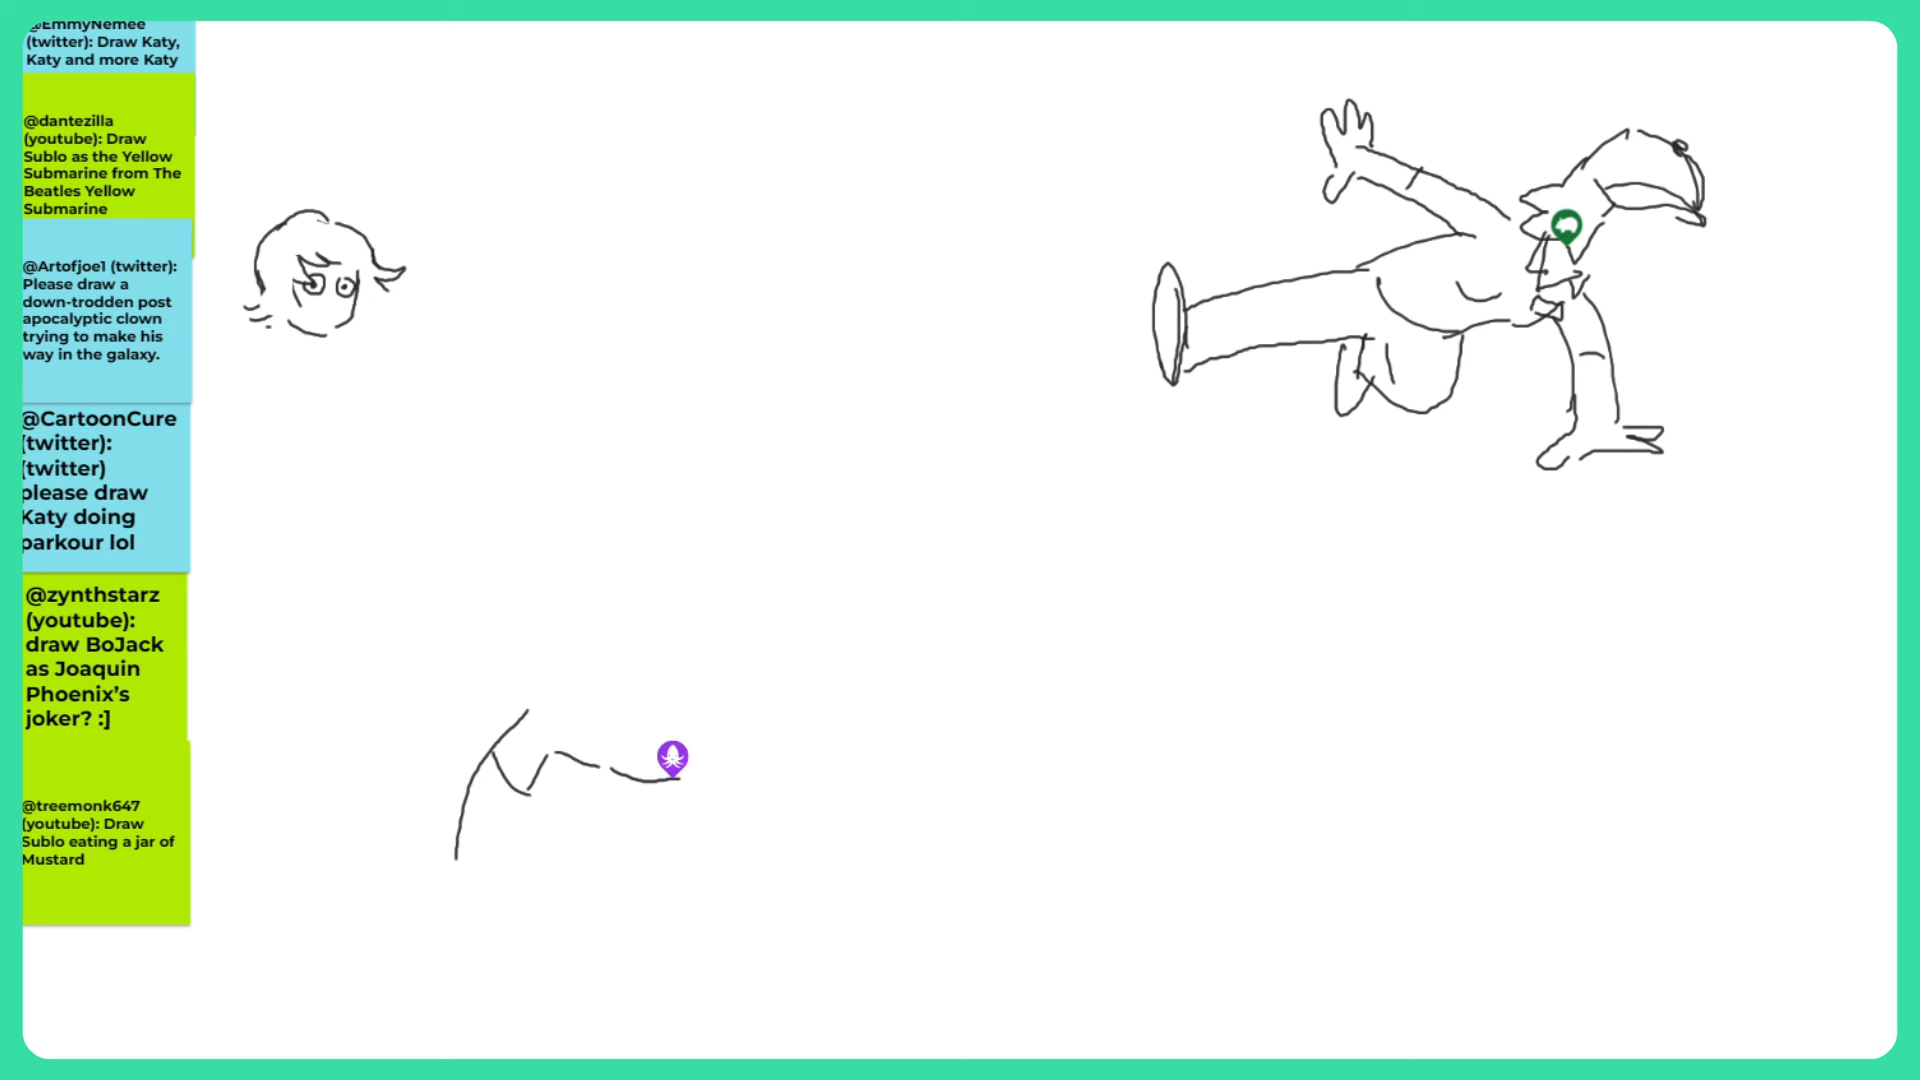 @EmmyNemee
(twitter): Draw Katy,
Katy and more Katy
@dantezilla
(youtube): Draw
Sublo as the Yellow
Submarine from The
Beatles Yellow
Submarine
@Artofjoe1 (twitter):
Please draw a
down-trodden post
apocalyptic clown
trying to make his
way in the galaxy.
@CartoonCure
(twitter):
(twitter)
please draw
Katy doing
parkour lol
@zynthstarz
(youtube):
draw BoJack
as Joaquin
Phoenix’s
joker? :]
@treemonk647
(youtube): Draw
Sublo eating a jar of
Mustard